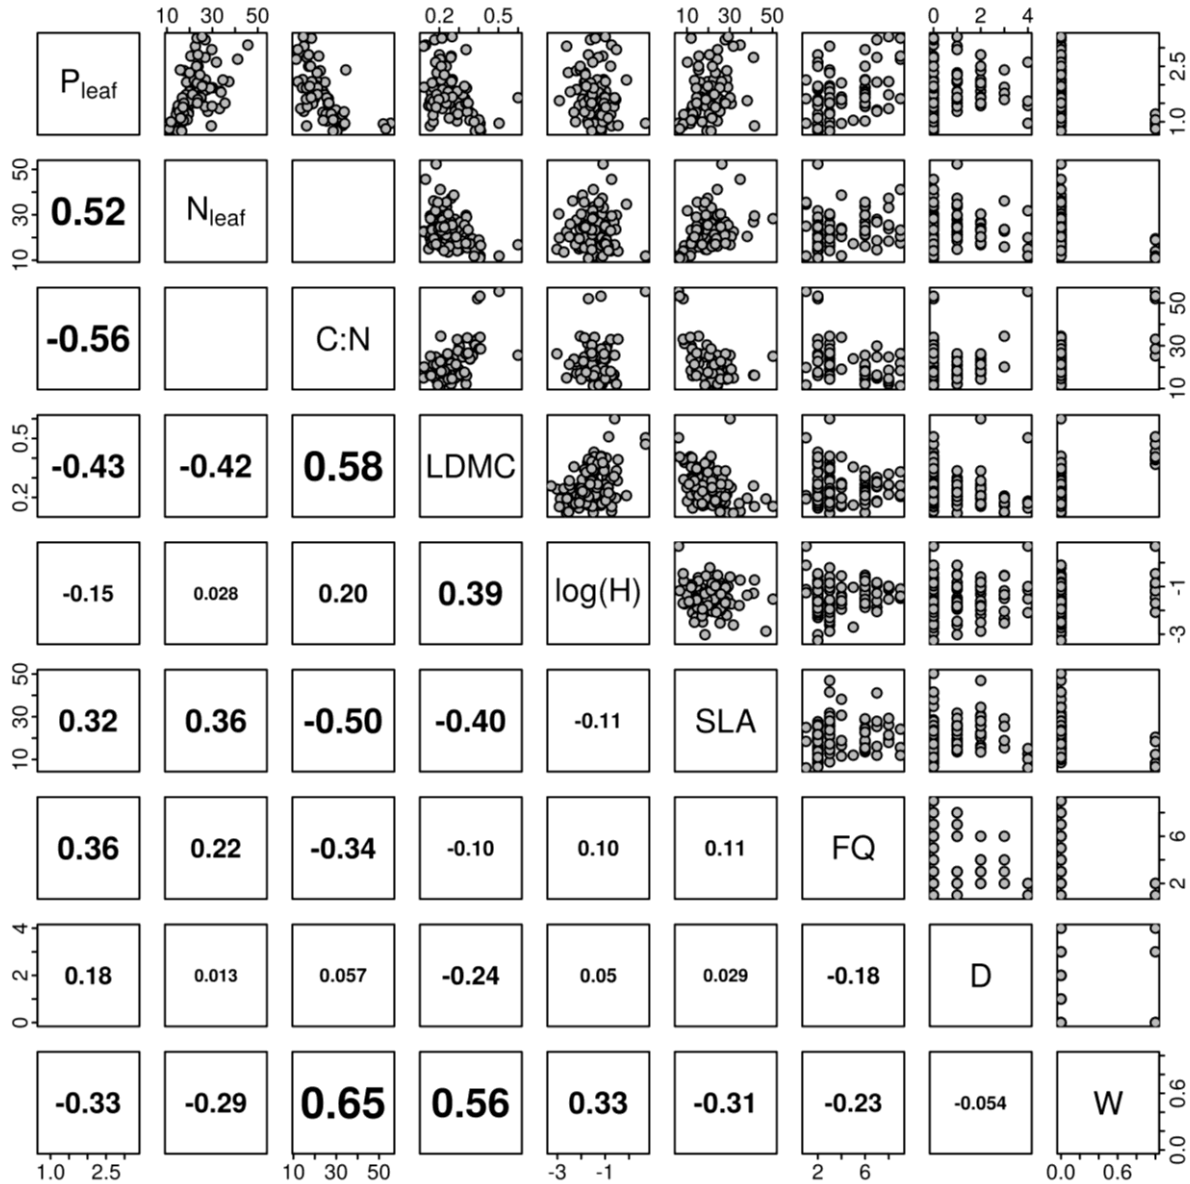 10 30 50 0.2 0.5 10 30 50 0 2 4
Pleaf 1.0 2.5
10 30 50 0.52 Nleaf
-0.56 C:N 10 30 50
0.2 0.5 -0.43 -0.42 0.58 LDMC
-0.15 0.028 0.20 0.39 log(H) -3 -1
10 30 50 0.32 0.36 -0.50 -0.40 -0.11 SLA
0.36 0.22 -0.34 -0.10 0.10 0.11 FQ 2 6
0 2 4 0.18 0.013 0.057 -0.24 0.05 0.029 -0.18 D
-0.33 -0.29 0.65 0.56 0.33 -0.31 -0.23 -0.054 W 0.0 0.6
1.0 2.5 10 30 50 -3 -1 2 6 0.0 0.6